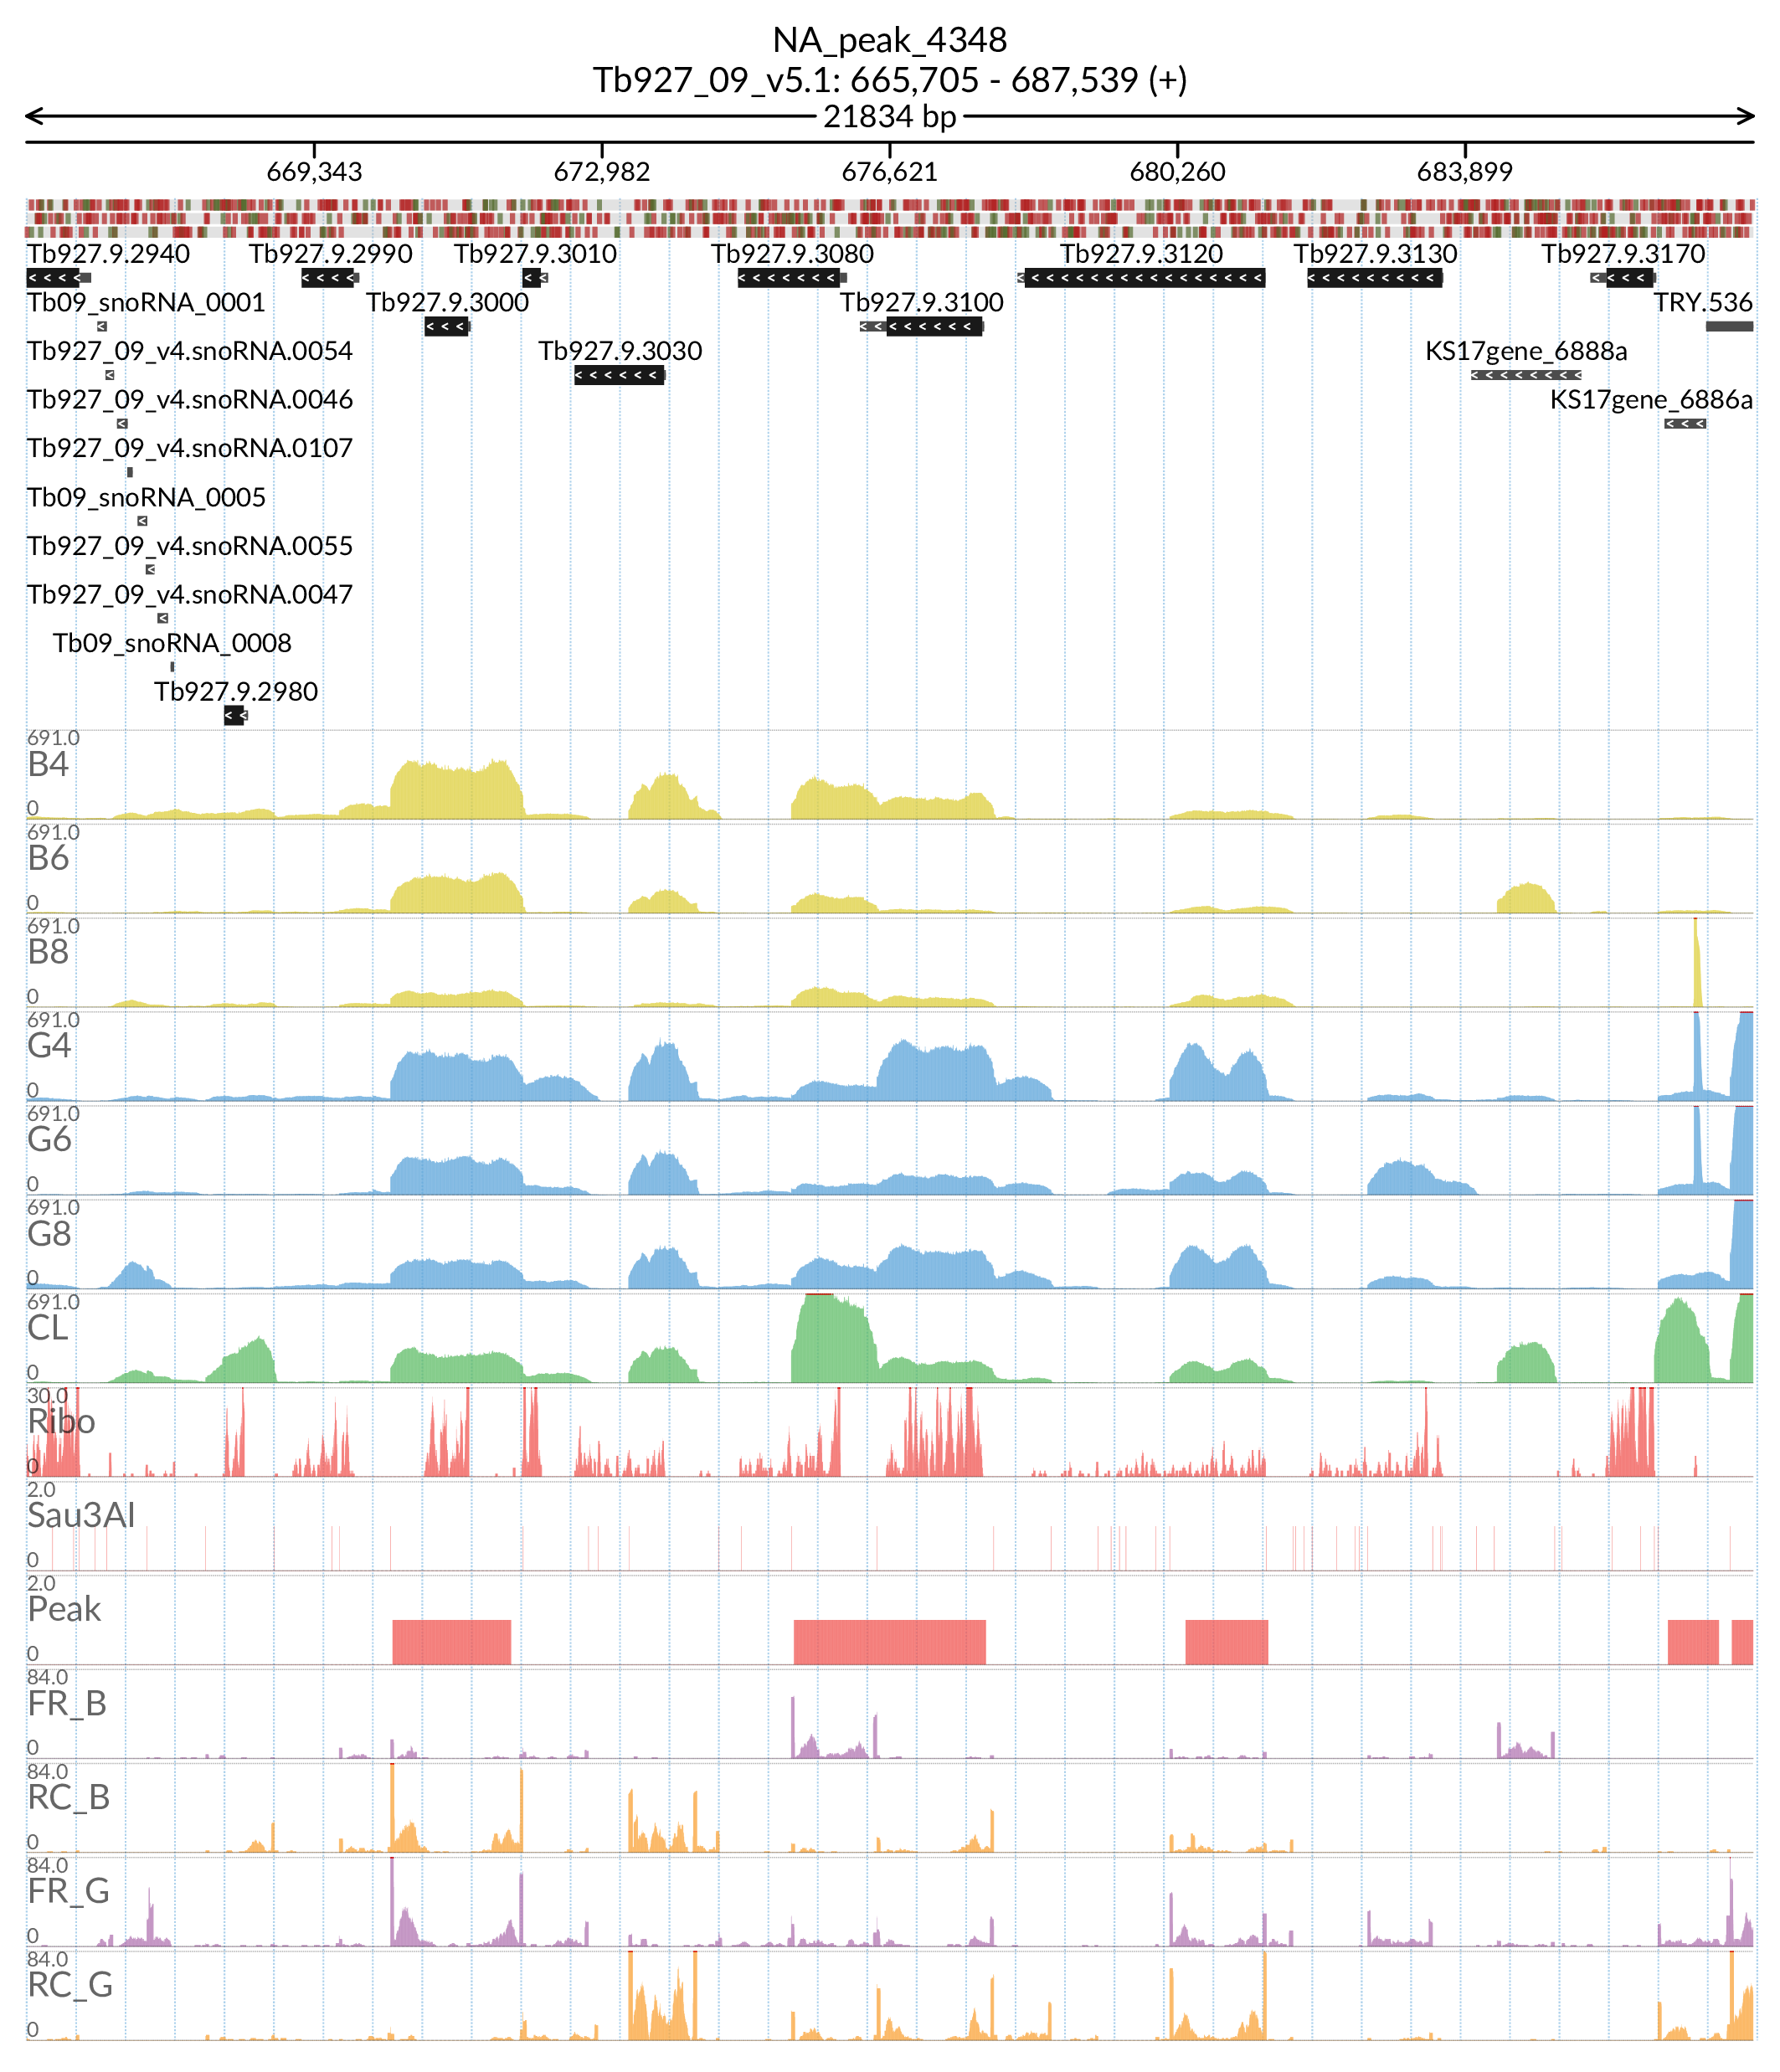 NA_peak_4348
Tb927_09_v5.1: 665,705 - 687,539 (+)
21834 bp
669,343 672,982 676,621 680,260 683,899
Tb927.9.2940 Tb927.9.2990 Tb927.9.3010 Tb927.9.3080 Tb927.9.3120 Tb927.9.3130 Tb927.9.3170
Tb09_snoRNA_0001 Tb927.9.3000 Tb927.9.3100 TRY.536
Tb927_09_v4.snoRNA.0054 Tb927.9.3030 KS17gene_6888a
Tb927_09_v4.snoRNA.0046 KS17gene_6886a
Tb927_09_v4.snoRNA.0107
Tb09_snoRNA_0005
Tb927_09_v4.snoRNA.0055
Tb927_09_v4.snoRNA.0047
Tb09_snoRNA_0008
Tb927.9.2980
691.0
B4
0
691.0
B6
0
691.0
B8
0
691.0
G4
0
691.0
G6
0
691.0
G8
0
691.0
CL
0
30.0
Ribo
0
2.0
Sau3AI
0
2.0
Peak
0
84.0
FR_B
0
84.0
RC_B
0
84.0
FR_G
0
84.0
RC_G
0